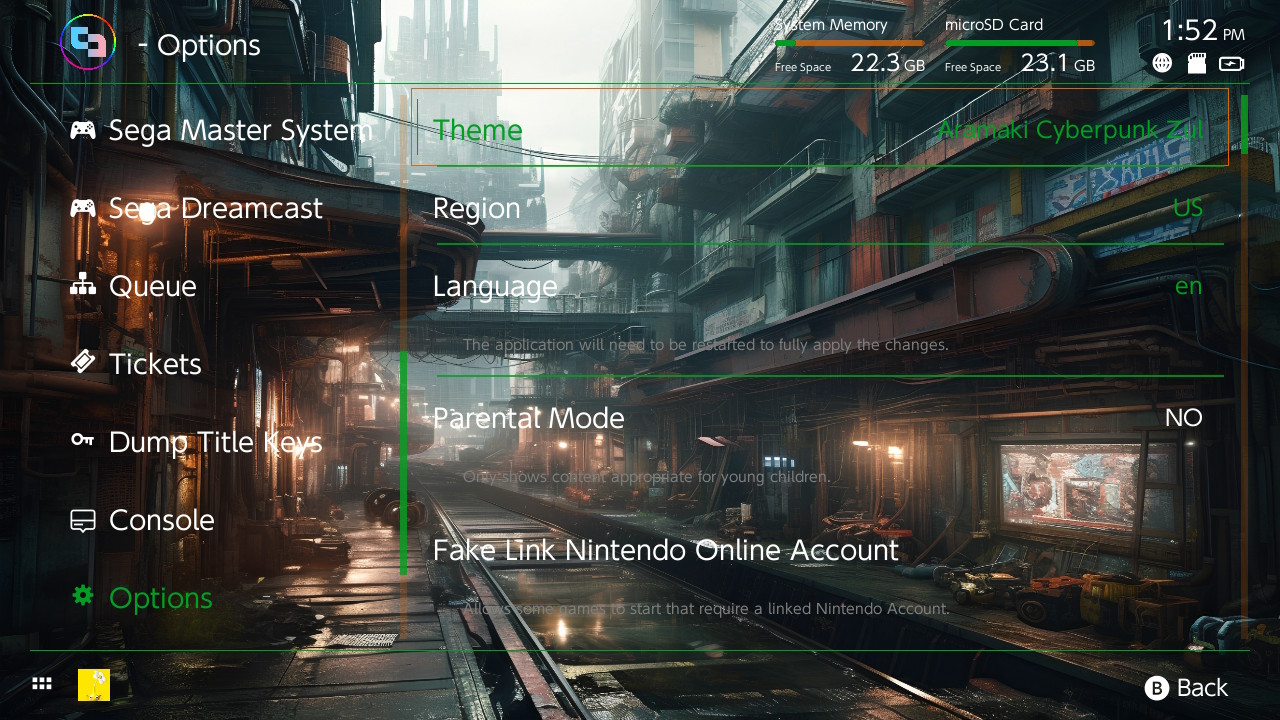 - Options
System Memory
Free Space 22.3 GB
microSD Card
Free Space 23.1 GB
1:52 PM
Sega Master System
Sega Dreamcast
Queue
Tickets
Dump Title Keys
Console
Options
Theme Aramaki Cyberpunk Zul
Region US
Language en
The application will need to be restarted to fully apply the changes.
Parental Mode NO
Only shows content appropriate for young children.
Fake Link Nintendo Online Account
Allows some games to start that require a linked Nintendo Account.
B Back